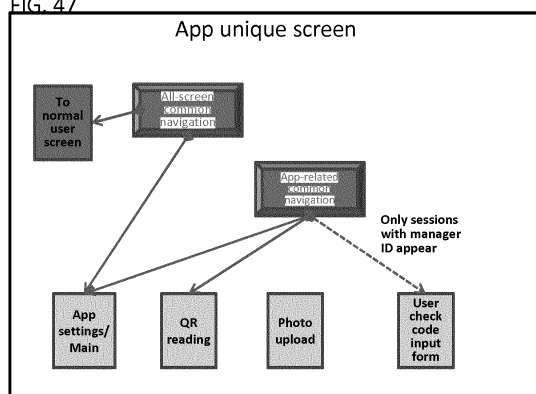 FIG. 47
App unique screen
To
normal
user
screen
All-screen
common
navigation
App-related
common
navigation
Only sessions
with manager
ID appear
App
settings/
Main
QR
reading
Photo
upload
User
check
code
input
form